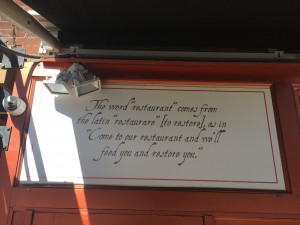 The word "restaurant" comes from
the latin "restaurare" [to restore], as in
"Come to our restaurant and we'll
feed you and restore you."